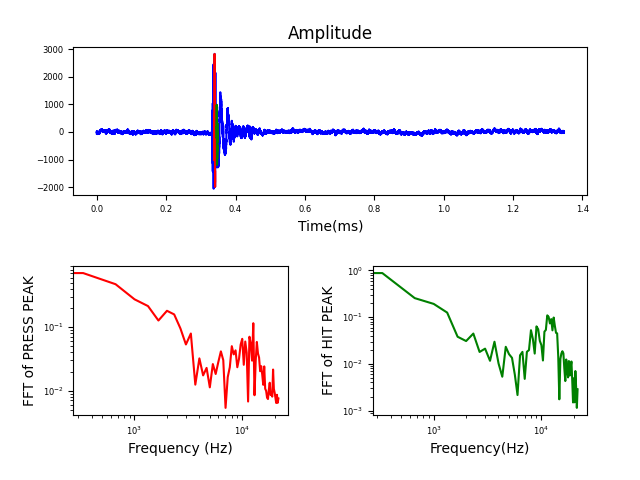 Amplitude
3000
2000
1000
0
−1000
−2000
0.0 0.2 0.4 0.6 0.8 1.0 1.2 1.4
Time(ms)
FFT of PRESS PEAK
10⁻¹
10⁻²
10³ 10⁴
Frequency (Hz)
FFT of HIT PEAK
10⁰
10⁻¹
10⁻²
10⁻³
10³ 10⁴
Frequency(Hz)